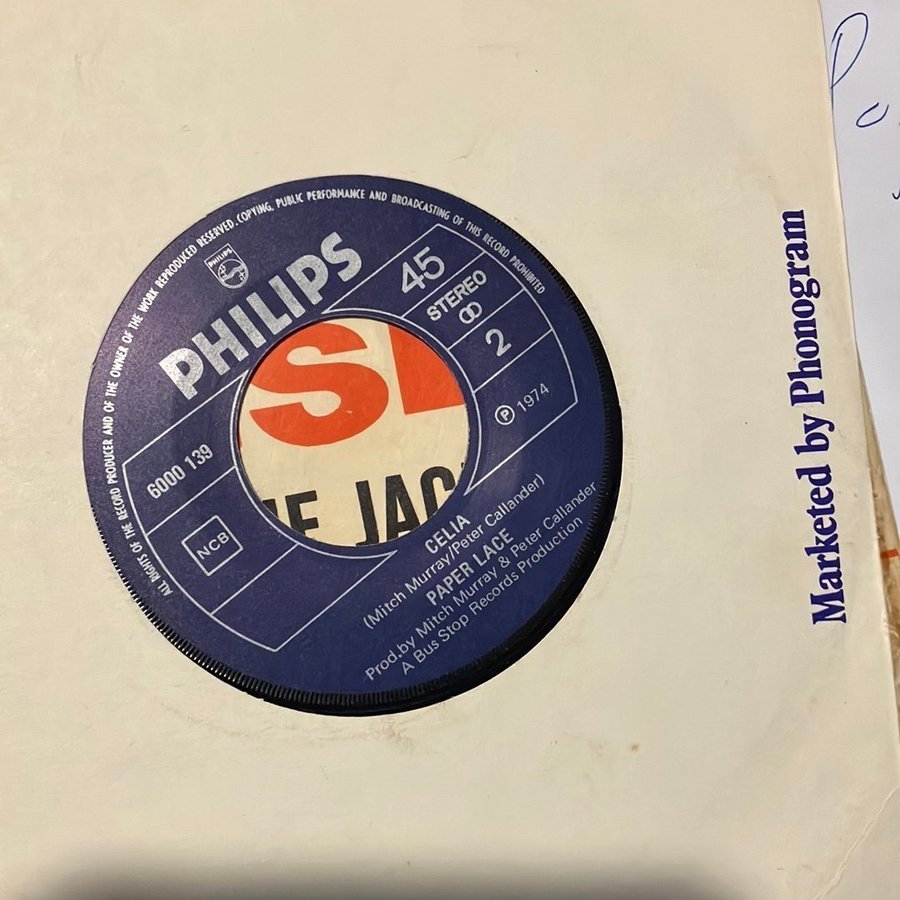 ALL RIGHTS OF THE RECORD PRODUCER AND OF THE OWNER OF THE WORK REPRODUCED RESERVED. COPYING, PUBLIC PERFORMANCE AND BROADCASTING OF THIS RECORD PROHIBITED
PHILIPS
PHILIPS
45
STEREO
2
℗ 1974
6000 139
NCB
JAC
CELIA
(Mitch Murray/Peter Callander)
PAPER LACE
Prod.by Mitch Murray & Peter Callander
A Bus Stop Records Production
Marketed by Phonogram